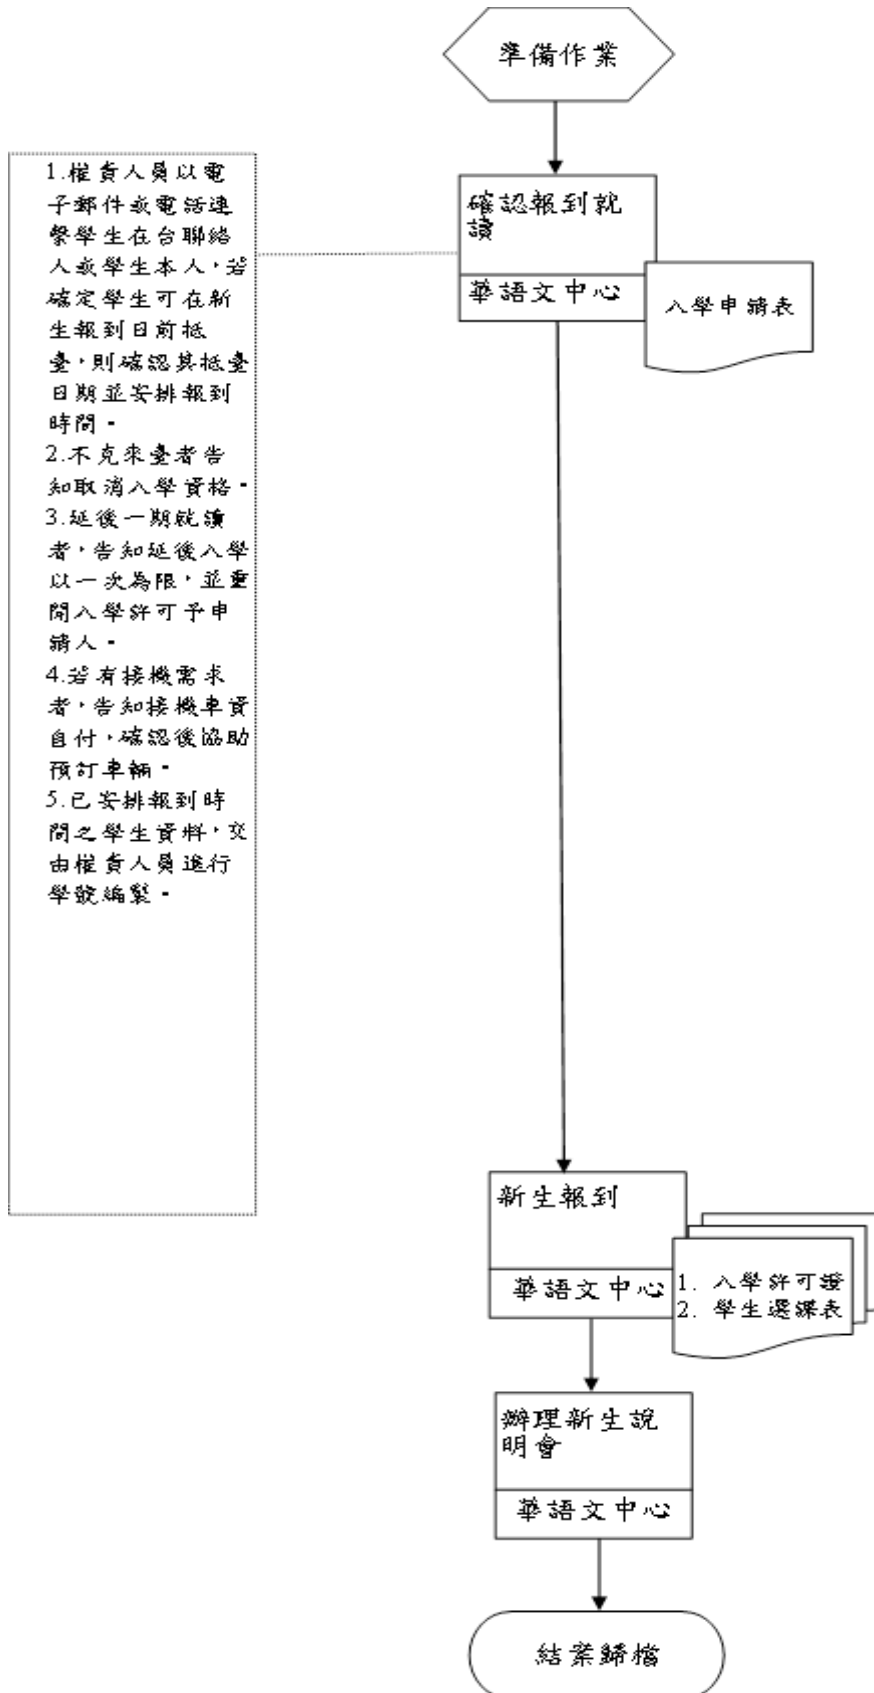 準備作業
1.權責人員以電
子郵件或電話連
繫學生在台聯絡
人或學生本人,若
確定學生可在新
生報到日前抵
臺,則確認其抵臺
日期並安排報到
時間。
2.不克來臺者告
知取消入學資格。
3.延後一期就讀
者,告知延後入學
以一次為限,並重
開入學許可予申
請人。
4.若有接機需求
者,告知接機車資
自付,確認後協助
預訂車輛。
5.已安排報到時
間之學生資料,交
由權責人員進行
學號編製。
確認報到就
讀
華語文中心
入學申請表
新生報到
華語文中心
1. 入學許可證
2. 學生選課表
辦理新生說
明會
華語文中心
結案歸檔